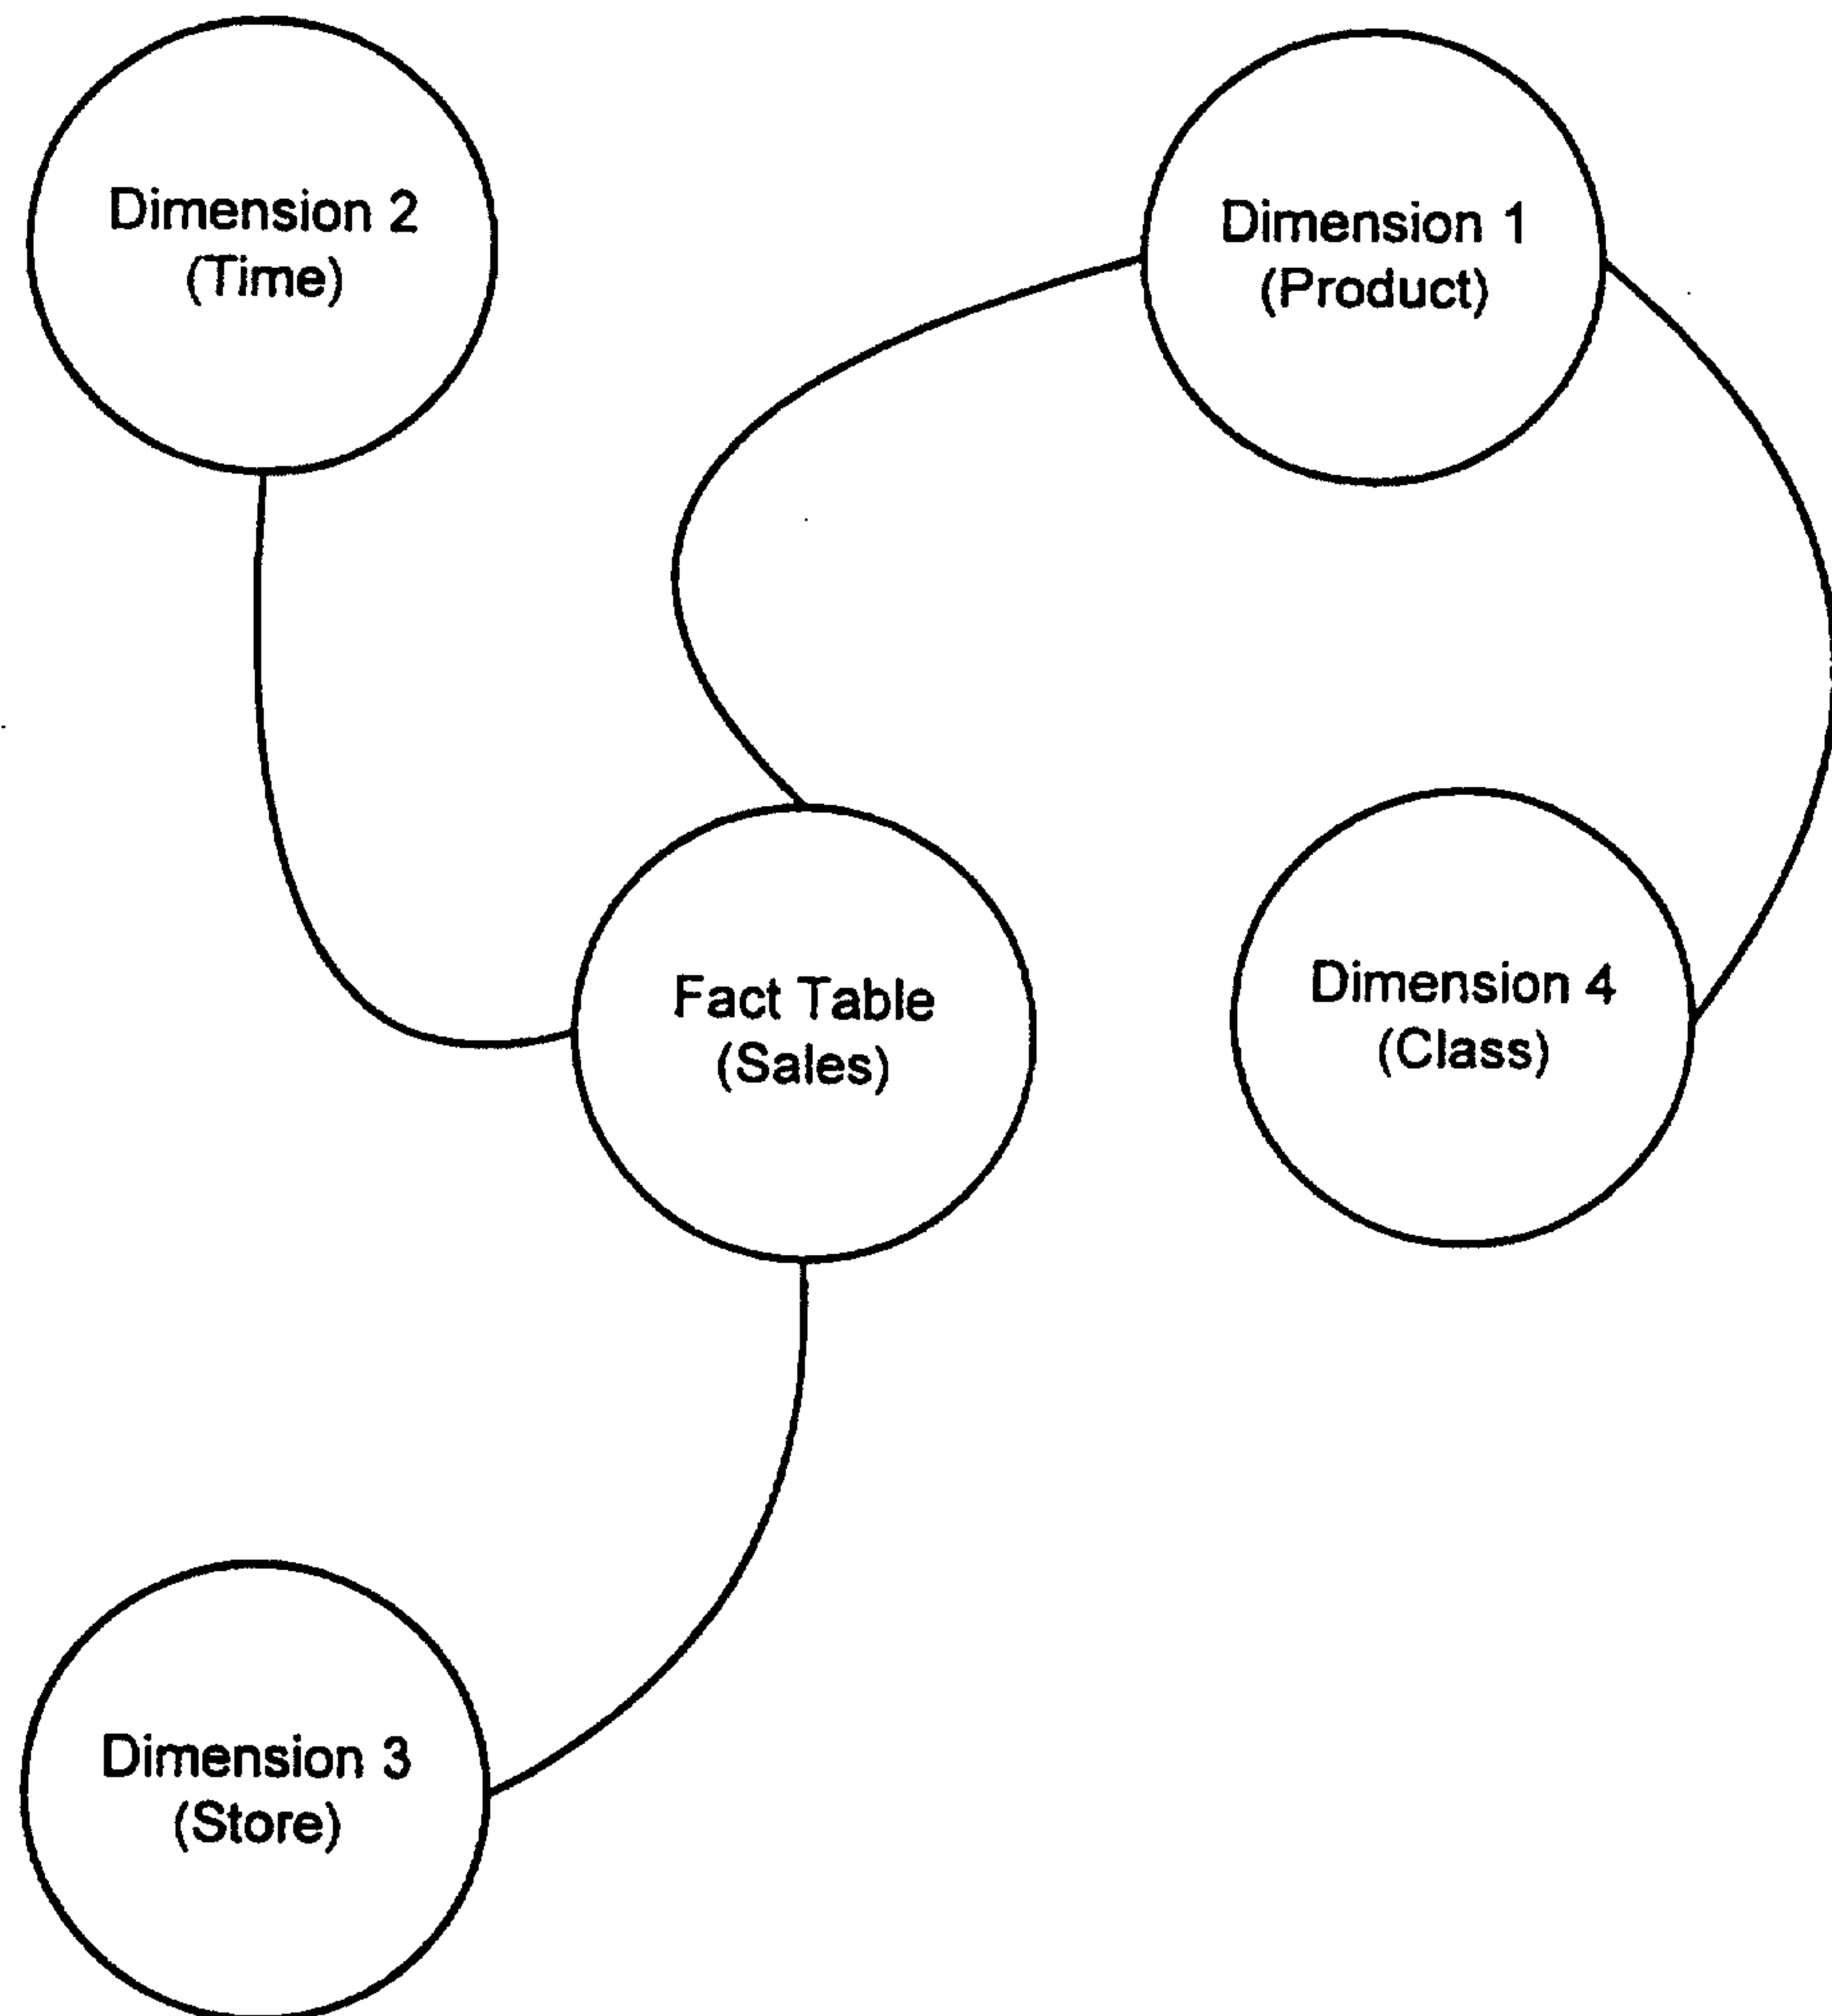 Dimension 2
(Time)
Dimension 1
(Product)
Fact Table
(Sales)
Dimension 4
(Class)
Dimension 3
(Store)